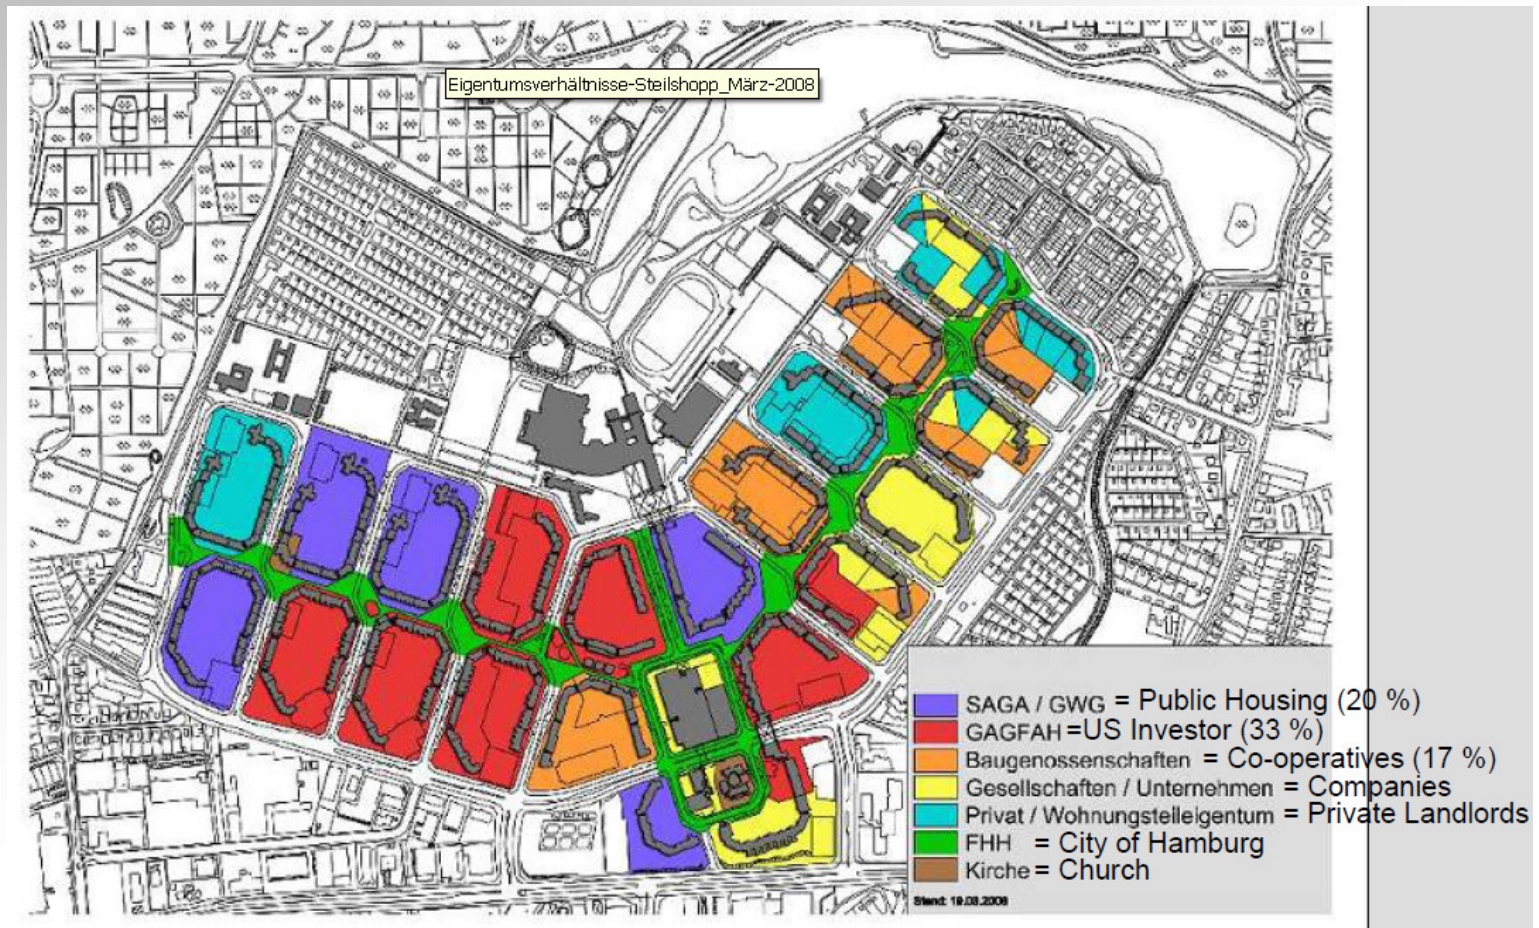 Eigentumsverhältnisse-Steilshopp_März-2008
SAGA / GWG = Public Housing (20 %)
GAGFAH =US Investor (33 %)
Baugenossenschaften = Co-operatives (17 %)
Gesellschaften / Unternehmen = Companies
Privat / Wohnungsteileigentum = Private Landlords
FHH = City of Hamburg
Kirche = Church
Stand: 19.03.2008